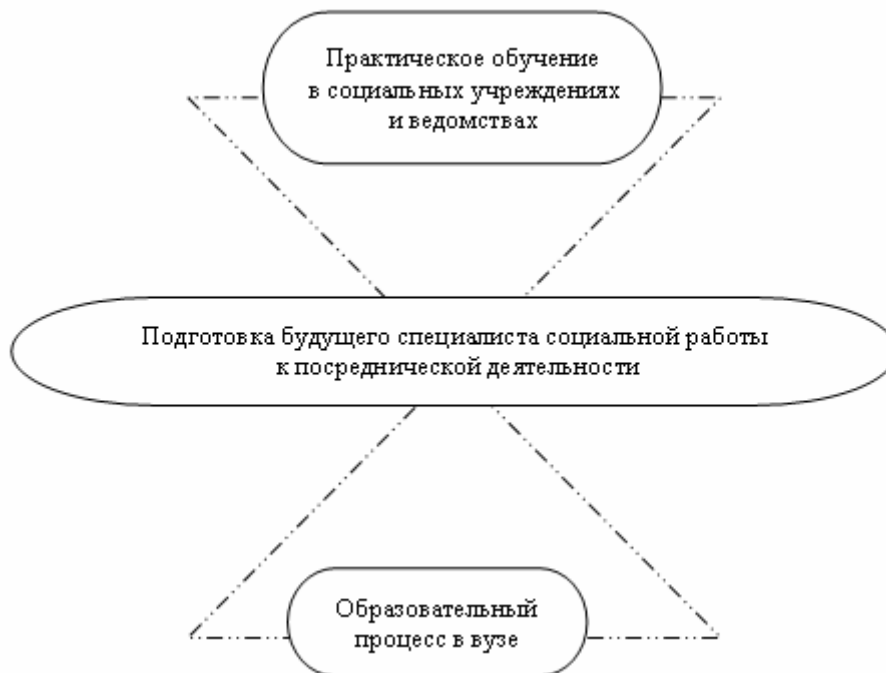 Практическое обучение
в социальных учреждениях
и ведомствах
Подготовка будущего специалиста социальной работы
к посреднической деятельности
Образовательный
процесс в вузе